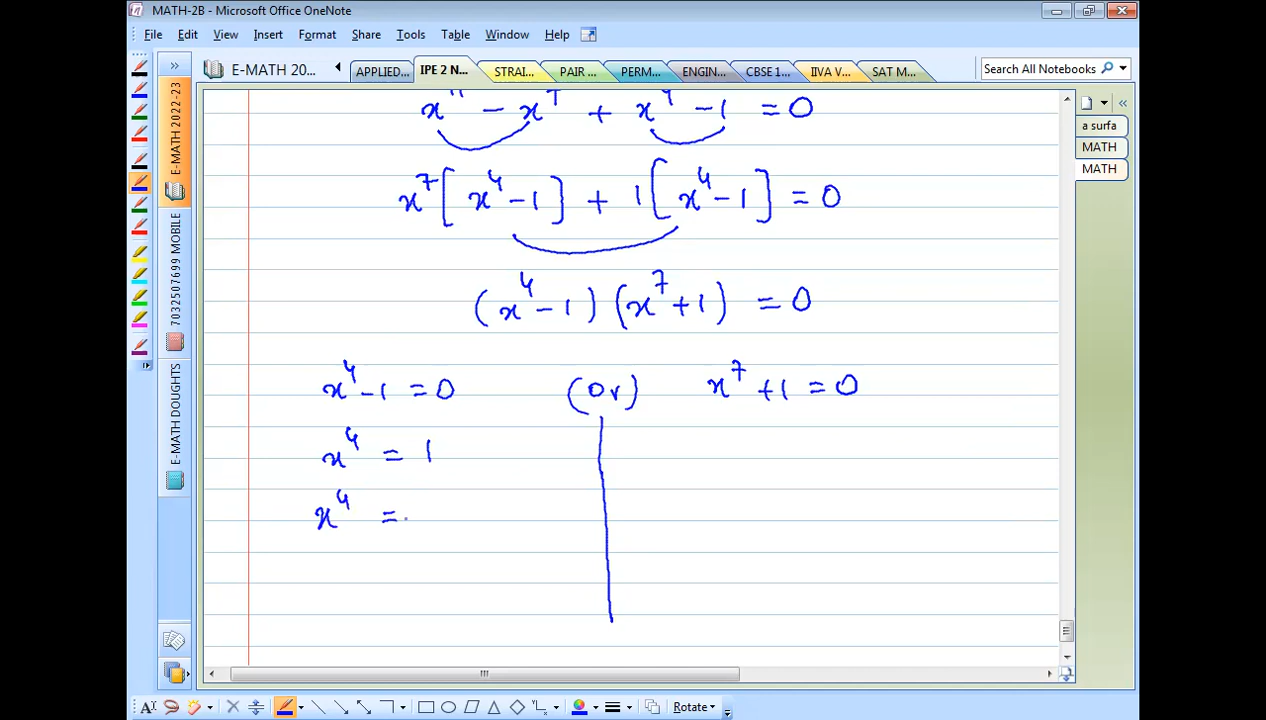 MATH-2B - Microsoft Office OneNote
File Edit View Insert Format Share Tools Table Window Help
E-MATH 20... APPLIED... IPE 2 N... STRAI... PAIR ... PERM... ENGIN... CBSE 1... IIVA V... SAT M... Search All Notebooks
E-MATH 2022-23
7032507699 MOBILE
E-MATH DOUGHTS
a surfa
MATH
MATH
x¹¹ − x⁷ + x⁴ − 1 = 0
x⁷[x⁴ − 1] + 1[x⁴ − 1] = 0
(x⁴ − 1)(x⁷ + 1) = 0
x⁴ − 1 = 0 (Or) x⁷ + 1 = 0
x⁴ = 1
x⁴ =
Rotate